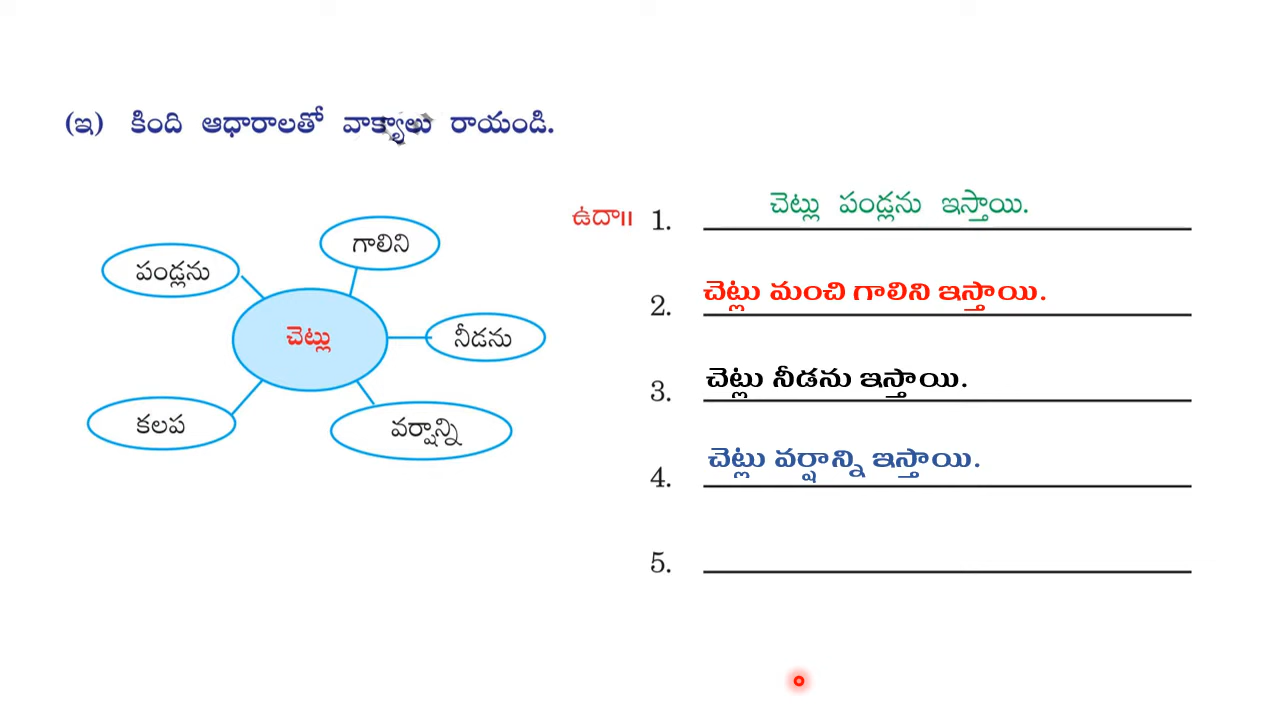 (ఇ) కింది ఆధారాలతో వాక్యాలు రాయండి.
గాలిని
పండ్లను
చెట్లు
నీడను
కలప
వర్షాన్ని
ఉదా॥ 1. చెట్లు పండ్లను ఇస్తాయి.
2. చెట్లు మంచి గాలిని ఇస్తాయి.
3. చెట్లు నీడను ఇస్తాయి.
4. చెట్లు వర్షాన్ని ఇస్తాయి.
5.